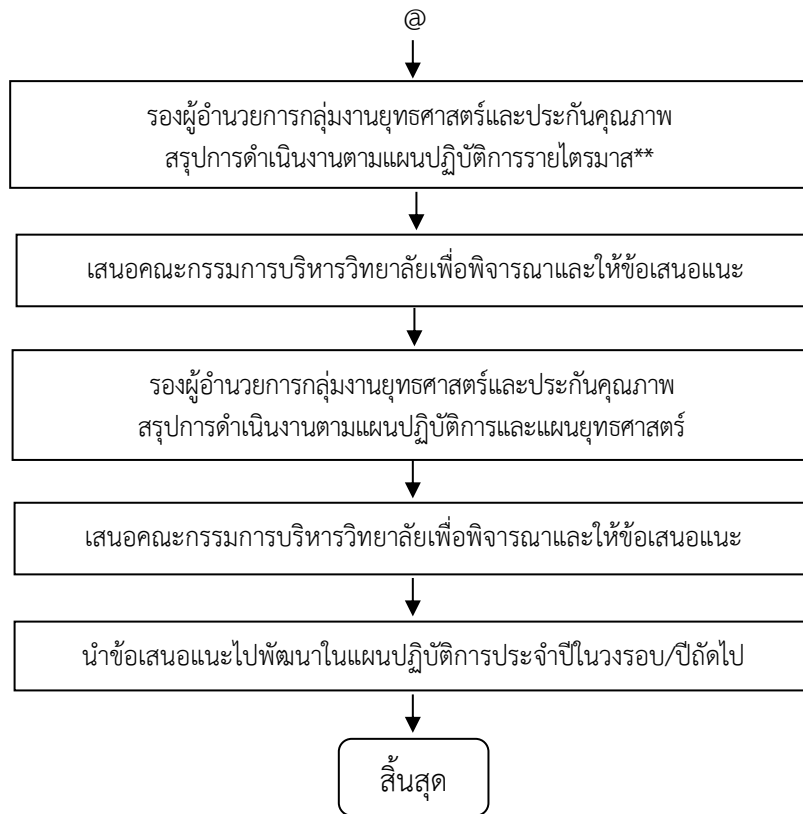 @
รองผู้อำนวยการกลุ่มงานยุทธศาสตร์และประกันคุณภาพ
สรุปการดำเนินงานตามแผนปฏิบัติการรายไตรมาส**
เสนอคณะกรรมการบริหารวิทยาลัยเพื่อพิจารณาและให้ข้อเสนอแนะ
รองผู้อำนวยการกลุ่มงานยุทธศาสตร์และประกันคุณภาพ
สรุปการดำเนินงานตามแผนปฏิบัติการและแผนยุทธศาสตร์
เสนอคณะกรรมการบริหารวิทยาลัยเพื่อพิจารณาและให้ข้อเสนอแนะ
นำข้อเสนอแนะไปพัฒนาในแผนปฏิบัติการประจำปีในวงรอบ/ปีถัดไป
สิ้นสุด